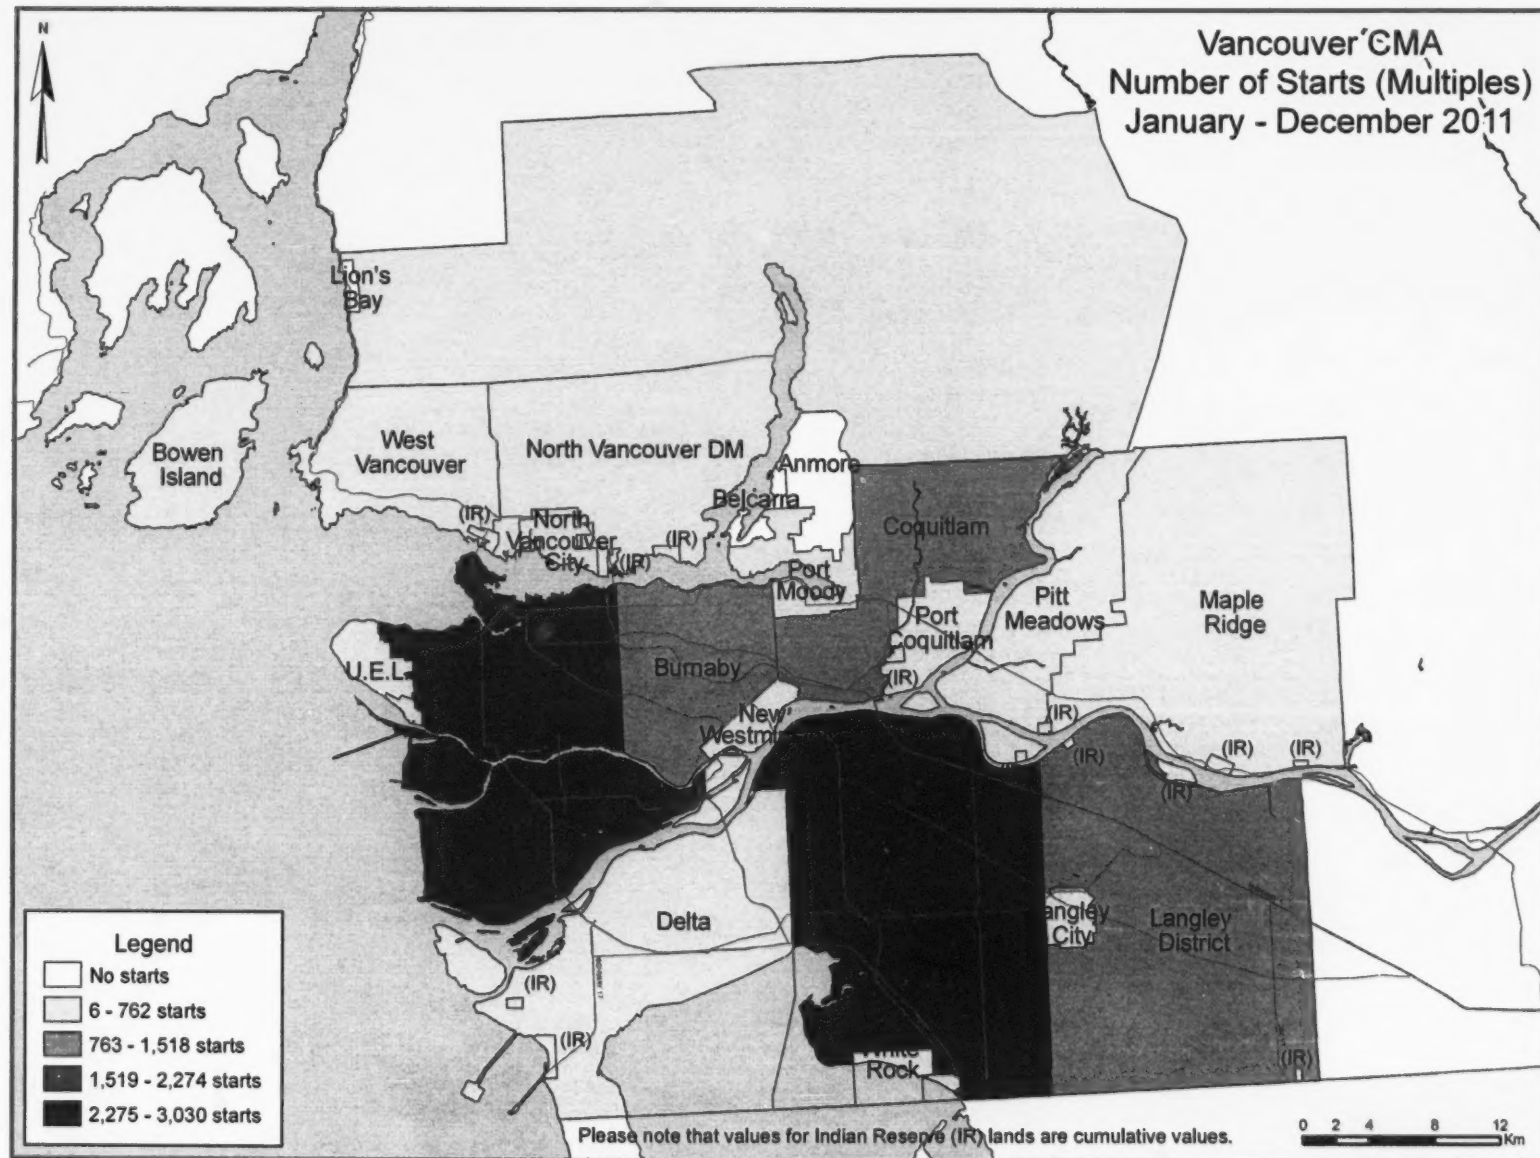 N
Vancouver CMA
Number of Starts (Multiples)
January - December 2011
Lion's
Bay
Bowen
Island
West
Vancouver
North Vancouver DM
Anmore
Belcarra
(IR)
North
Vancouver
City
(IR)
(IR)
Coquitlam
Port
Moody
Port
Coquitlam
Pitt
Meadows
Maple
Ridge
U.E.L.
Burnaby
(IR)
New
Westmin
(IR)
(IR)
(IR)
(IR)
(IR)
Delta
angley
City
Langley
District
(IR)
(IR)
White
Rock
(IR)
Legend
No starts
6 - 762 starts
763 - 1,518 starts
1,519 - 2,274 starts
2,275 - 3,030 starts
Please note that values for Indian Reserve (IR) lands are cumulative values.
0 2 4 8 12
Km